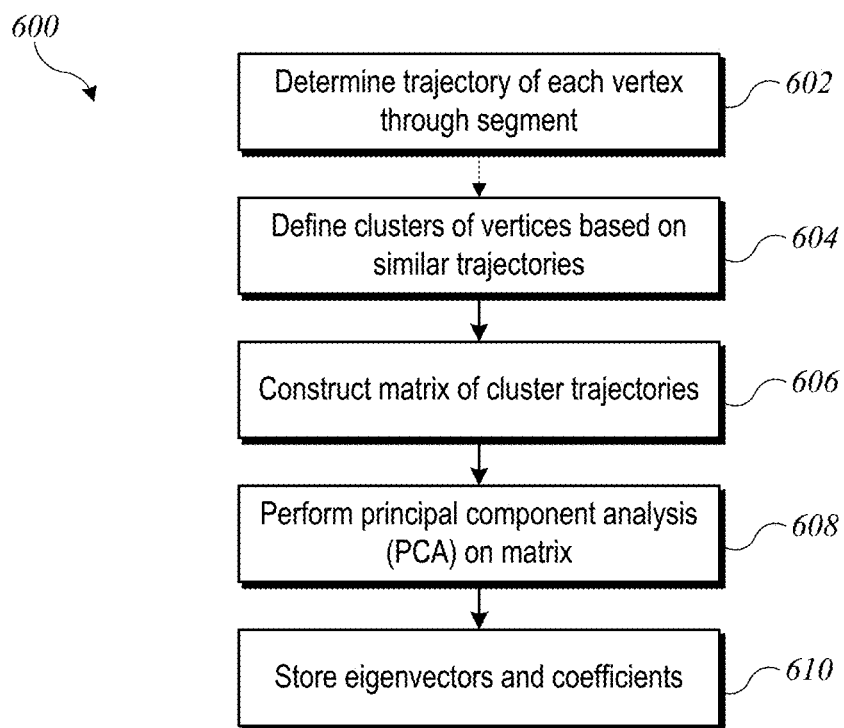 600
Determine trajectory of each vertex
through segment
602
Define clusters of vertices based on
similar trajectories
604
Construct matrix of cluster trajectories
606
Perform principal component analysis
(PCA) on matrix
608
Store eigenvectors and coefficients
610